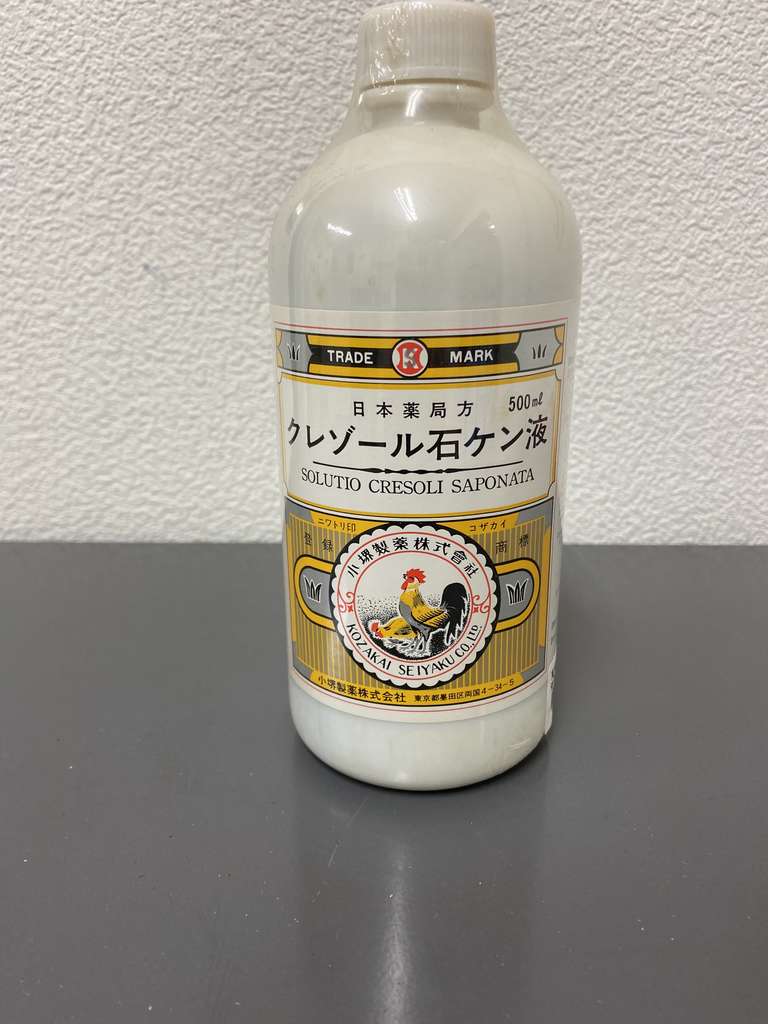 TRADE K MARK
日本薬局方 500ml
クレゾール石ケン液
SOLUTIO CRESOLI SAPONATA
ニワトリ印 コザカイ
登録 商標
小堺製薬株式會社
KOZAKAI SEIYAKU CO., LTD.
小堺製薬株式会社 東京都墨田区両国4-34-5